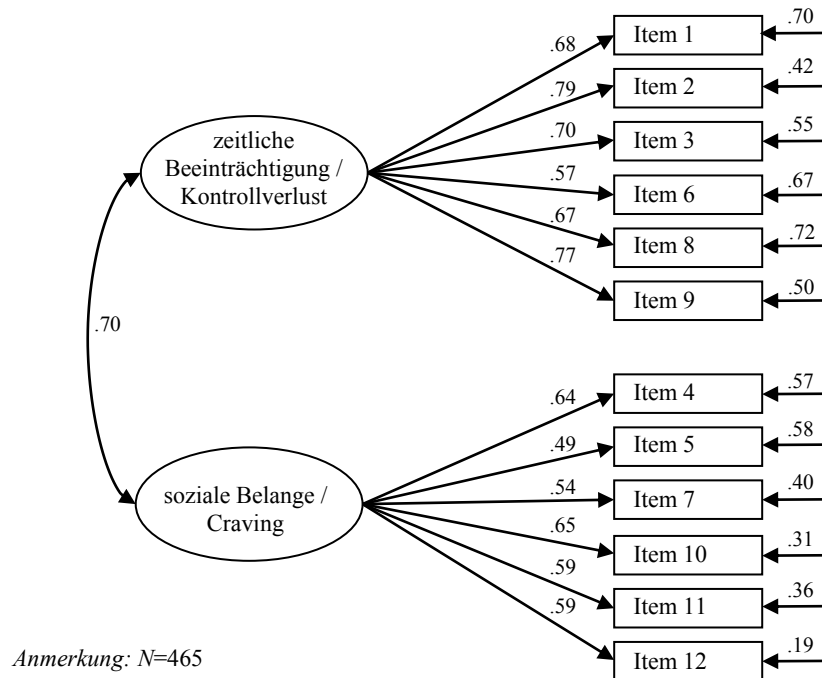 zeitliche
Beeinträchtigung /
Kontrollverlust
.68
Item 1
.70
.79
Item 2
.42
.70
Item 3
.55
.57
Item 6
.67
.67
Item 8
.72
.77
Item 9
.50
.70
soziale Belange /
Craving
.64
Item 4
.57
.49
Item 5
.58
.54
Item 7
.40
.65
Item 10
.31
.59
Item 11
.36
.59
Item 12
.19
Anmerkung: N=465